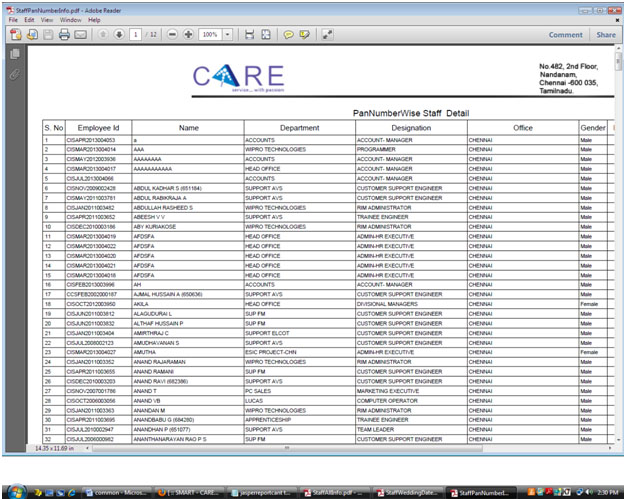 StaffPanNumberInfo.pdf - Adobe Reader
File Edit View Window Help
1 / 12 100% Comment Share
CARE
service... with passion
No.482, 2nd Floor,
Nandanam,
Chennai -600 035,
Tamilnadu.
PanNumberWise Staff Detail
S. No Employee Id Name Department Designation Office Gender
1 CISAPR2013004053 a ACCOUNTS ACCOUNT- MANAGER CHENNAI Male
2 CISMAR2013004014 AAA WIPRO TECHNOLOGIES PROGRAMMER CHENNAI Male
3 CISMAY2012003936 AAAAAAAA ACCOUNTS ACCOUNT- MANAGER CHENNAI Male
4 CISMAR2013004017 AAAAAAAAAAA HEAD OFFICE ACCOUNT- MANAGER CHENNAI Male
5 CISJUL2013004066 ACCOUNTS ACCOUNT- MANAGER CHENNAI Male
6 CISNOV2009002428 ABDUL KADHAR S (651164) SUPPORT AVS CUSTOMER SUPPORT ENGINEER CHENNAI Male
7 CISMAY2011003781 ABDUL RABIKRAJA A SUPPORT AVS CUSTOMER SUPPORT ENGINEER CHENNAI Male
8 CISJAN2011003482 ABDULLAH RASHEED S WIPRO TECHNOLOGIES RIM ADMINISTRATOR CHENNAI Male
9 CISAPR2011003652 ABEESH V V SUPPORT AVS TRAINEE ENGINEER CHENNAI Male
10 CISDEC2010003186 ABY KURIAKOSE WIPRO TECHNOLOGIES RIM ADMINISTRATOR CHENNAI Male
11 CISMAR2013004019 AFDSFA HEAD OFFICE ADMIN-HR EXECUTIVE CHENNAI Male
12 CISMAR2013004022 AFDSFA HEAD OFFICE ADMIN-HR EXECUTIVE CHENNAI Male
13 CISMAR2013004020 AFDSFA HEAD OFFICE ADMIN-HR EXECUTIVE CHENNAI Male
14 CISMAR2013004021 AFDSFA HEAD OFFICE ADMIN-HR EXECUTIVE CHENNAI Male
15 CISMAR2013004018 AFDSFA HEAD OFFICE ADMIN-HR EXECUTIVE CHENNAI Male
16 CISFEB2013003996 AH ACCOUNTS ACCOUNT- MANAGER CHENNAI Male
17 CCSFEB2002000187 AJMAL HUSSAIN A (650636) SUPPORT AVS CUSTOMER SUPPORT ENGINEER CHENNAI Male
18 CISOCT2012003950 AKILA HEAD OFFICE DIVISIONAL MANAGERS CHENNAI Female
19 CISJUN2011003812 ALAGUDURAI L SUP FM CUSTOMER SUPPORT ENGINEER CHENNAI Male
20 CISJUN2011003832 ALTHAF HUSSAIN P SUP FM CUSTOMER SUPPORT ENGINEER CHENNAI Male
21 CISJAN2011003404 AMIRTHRAJ C SUPPORT ELCOT CUSTOMER SUPPORT ENGINEER CHENNAI Male
22 CISJUL2008002123 AMUDHAVANAN S SUPPORT AVS CUSTOMER SUPPORT ENGINEER CHENNAI Male
23 CISMAR2013004027 AMUTHA ESIC PROJECT-CHN ADMIN-HR EXECUTIVE CHENNAI Female
24 CISJAN2011003352 ANAND RAJARAMAN WIPRO TECHNOLOGIES RIM ADMINISTRATOR CHENNAI Male
25 CISAPR2011003655 ANAND RAMANI SUP FM CUSTOMER SUPPORT ENGINEER CHENNAI Male
26 CISDEC2010003203 ANAND RAVI (682386) SUPPORT AVS CUSTOMER SUPPORT ENGINEER CHENNAI Male
27 CISNOV2007001786 ANAND T PC SALES MARKETING EXECUTIVE CHENNAI Male
28 CISOCT2006003056 ANAND VB LUCAS COMPUTER OPERATOR CHENNAI Male
29 CISJAN2011003363 ANANDAN M WIPRO TECHNOLOGIES RIM ADMINISTRATOR CHENNAI Male
30 CISAPR2011003695 ANANDBABU G (684280) APPRENTICESHIP TRAINEE ENGINEER CHENNAI Male
31 CISJUL2010002947 ANANDHAN P (651077) SUPPORT AVS TEAM LEADER CHENNAI Male
32 CISJUL2006000982 ANANTHANARAYAN RAO P S SUP FM CUSTOMER SUPPORT ENGINEER CHENNAI Male
14.35 x 11.69 in
common - Micros... [:: SMART - CARE... jasperreportcant t... StaffAllInfo.pdf - ... StaffWeddingDate... StaffPanNumberI... 2:30 PM